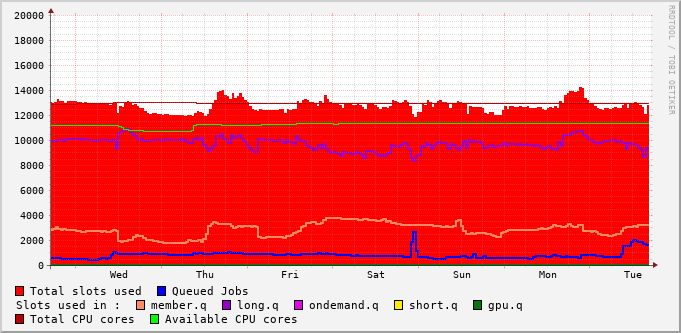 20000
18000
16000
14000
12000
10000
8000
6000
4000
2000
0
Wed Thu Fri Sat Sun Mon Tue
RRDTOOL / TOBI OETIKER
Total slots used Queued Jobs
Slots used in : member.q long.q ondemand.q short.q gpu.q
Total CPU cores Available CPU cores